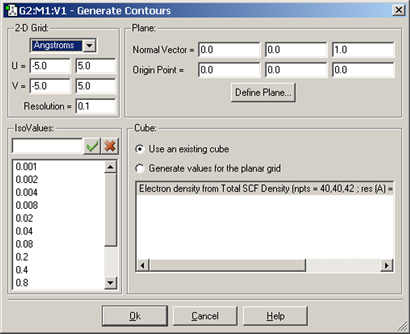 G2:M1:V1 - Generate Contours
2-D Grid:
Angstroms
U = -5.0 5.0
V = -5.0 5.0
Resolution = 0.1
Plane:
Normal Vector = 0.0 0.0 1.0
Origin Point = 0.0 0.0 0.0
Define Plane...
IsoValues:
0.001
0.002
0.004
0.008
0.02
0.04
0.08
0.2
0.4
0.8
Cube:
Use an existing cube
Generate values for the planar grid
Electron density from Total SCF Density (npts = 40,40,42 ; res (A) =
Ok Cancel Help